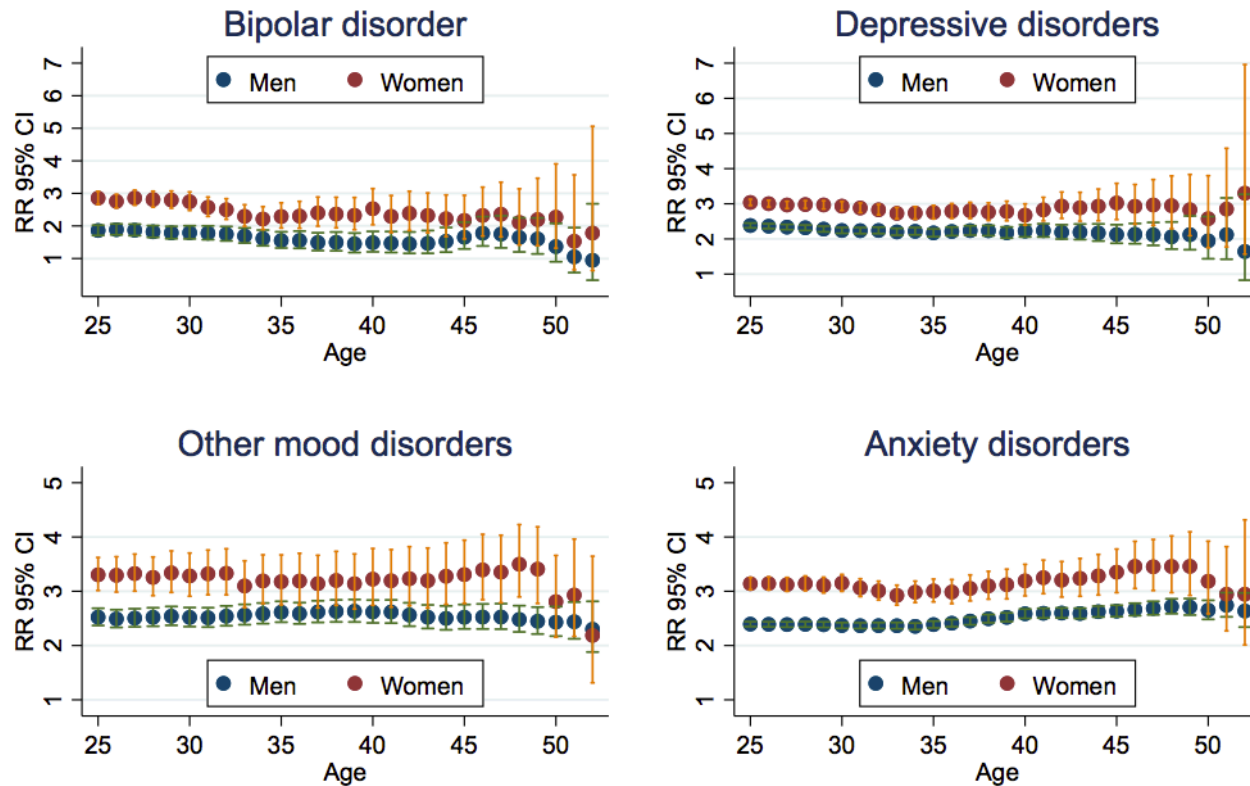 Bipolar disorder
Men Women
RR 95% CI
1 2 3 4 5 6 7
25 30 35 40 45 50
Age
Depressive disorders
Men Women
RR 95% CI
1 2 3 4 5 6 7
25 30 35 40 45 50
Age
Other mood disorders
RR 95% CI
1 2 3 4 5
Men Women
25 30 35 40 45 50
Age
Anxiety disorders
RR 95% CI
1 2 3 4 5
Men Women
25 30 35 40 45 50
Age